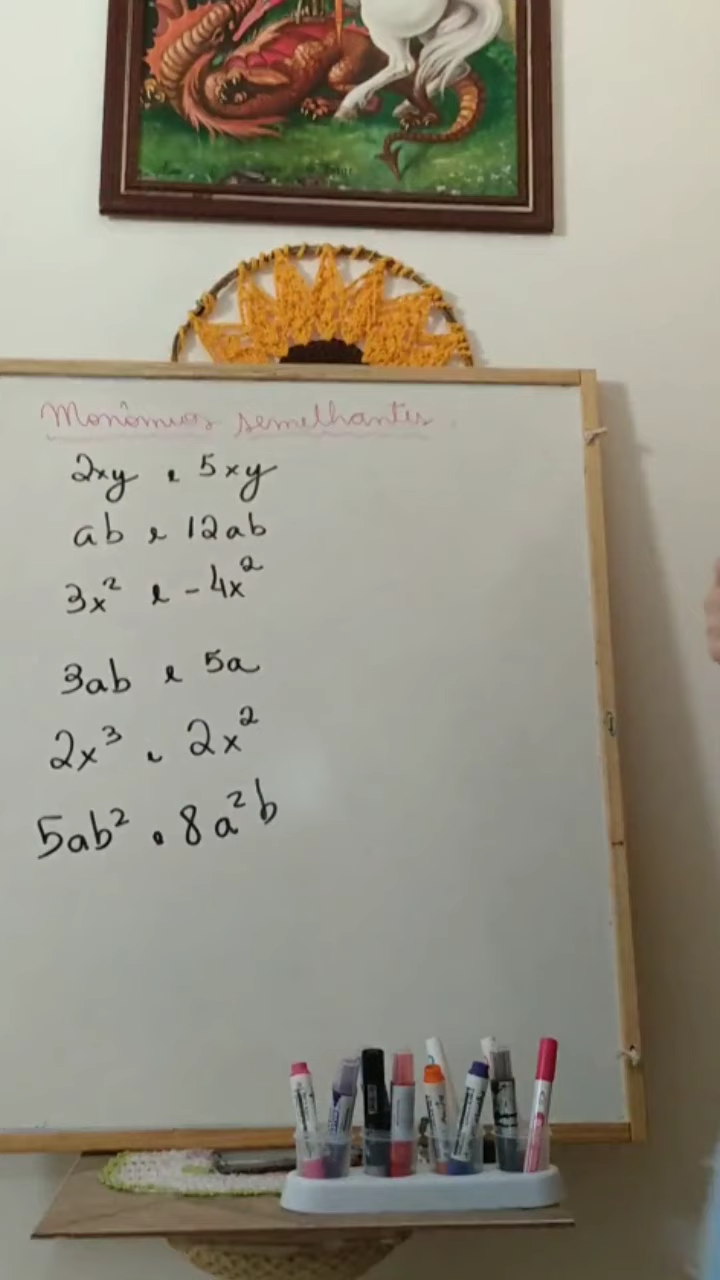 Monômios semelhantes.
2xy e 5xy
ab e 12ab
3x² e -4x²
3ab e 5a
2x³ e 2x²
5ab² e 8a²b